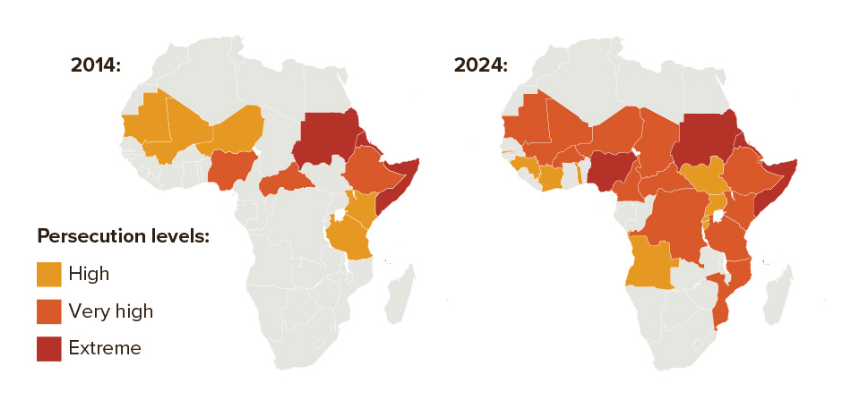 2014:
2024:
Persecution levels:
High
Very high
Extreme